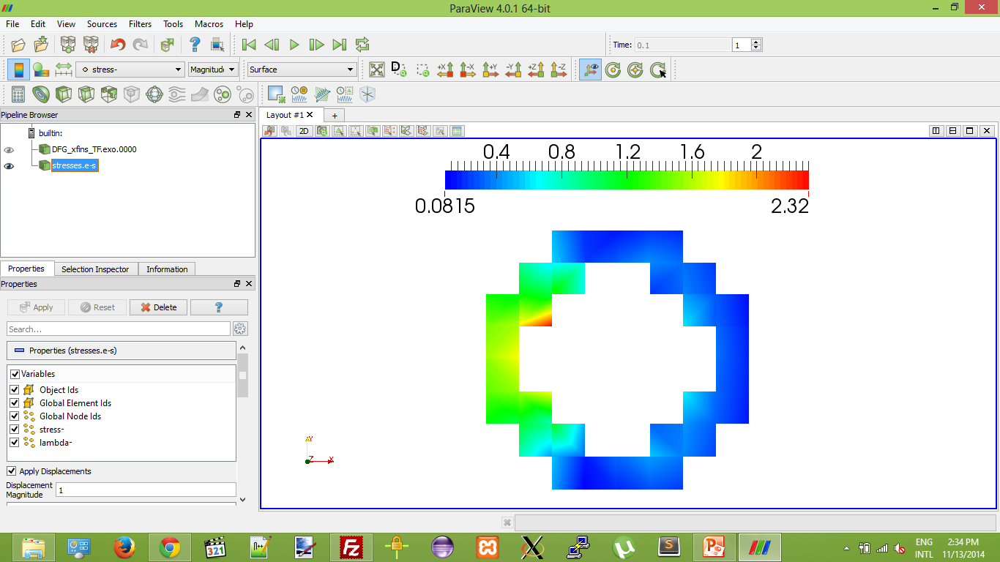 ParaView 4.0.1 64-bit
File Edit View Sources Filters Tools Macros Help
Time: 0.1 1
stress- Magnitude Surface
D +X -X +Y -Y +Z -Z
Pipeline Browser
Layout #1 +
2D
builtin:
DFG_xfins_TF.exo.0000
stresses.e-s
0.4 0.8 1.2 1.6 2
0.0815 2.32
Properties Selection Inspector Information
Properties
Apply Reset Delete ?
Search...
Properties (stresses.e-s)
Variables
Object Ids
Global Element Ids
Global Node Ids
stress-
lambda-
Apply Displacements
Displacement
Magnitude 1
Y
Z X
321 n++ Fz S P
ENG 2:34 PM
INTL 11/13/2014